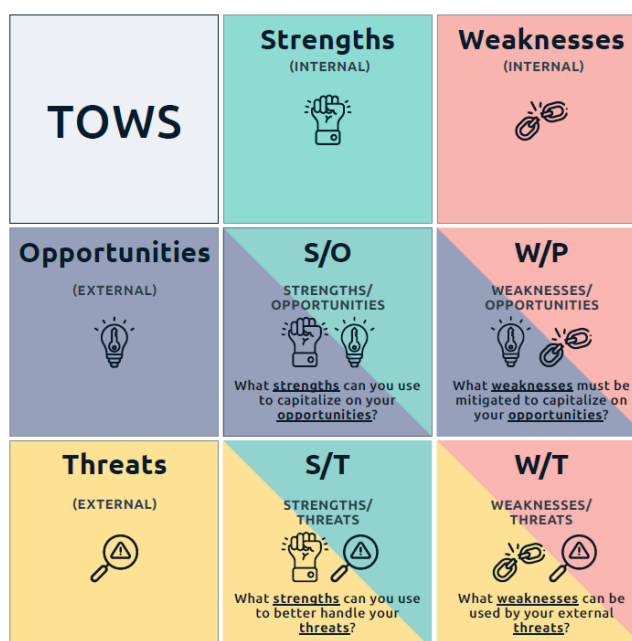 TOWS
Strengths
(INTERNAL)
Weaknesses
(INTERNAL)
Opportunities
(EXTERNAL)
S/O
STRENGTHS/
OPPORTUNITIES
What strengths can you use
to capitalize on your
opportunities?
W/P
WEAKNESSES/
OPPORTUNITIES
What weaknesses must be
mitigated to capitalize on
your opportunities?
Threats
(EXTERNAL)
S/T
STRENGTHS/
THREATS
What strengths can you use
to better handle your
threats?
W/T
WEAKNESSES/
THREATS
What weaknesses can be
used by your external
threats?